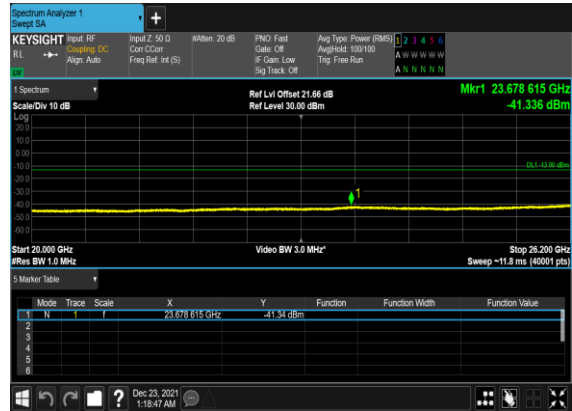 Spectrum Analyzer 1
Swept SA
+
KEYSIGHT Input: RF Input Z: 50 Ω #Atten: 20 dB PNO: Fast Avg Type: Power (RMS) 1 2 3 4 5 6
RL Coupling: DC Corr CCorr Gate: Off Avg|Hold: 100/100 A W W W W W
Align: Auto Freq Ref: Int (S) IF Gain: Low Trig: Free Run
Sig Track: Off A N N N N N
1 Spectrum
Ref Lvl Offset 21.66 dB Mkr1 23.678 615 GHz
Scale/Div 10 dB Ref Level 30.00 dBm -41.336 dBm
Log
20.0
10.0
0.00
-10.0 DL1 -13.00 dBm
-20.0
-30.0
1
-40.0
-50.0
-60.0
Start 20.000 GHz Video BW 3.0 MHz* Stop 26.200 GHz
#Res BW 1.0 MHz Sweep ~11.8 ms (40001 pts)
5 Marker Table
Mode Trace Scale X Y Function Function Width Function Value
1 N 1 f 23.678 615 GHz -41.34 dBm
2
3
4
5
6
? Dec 23, 2021
1:18:47 AM